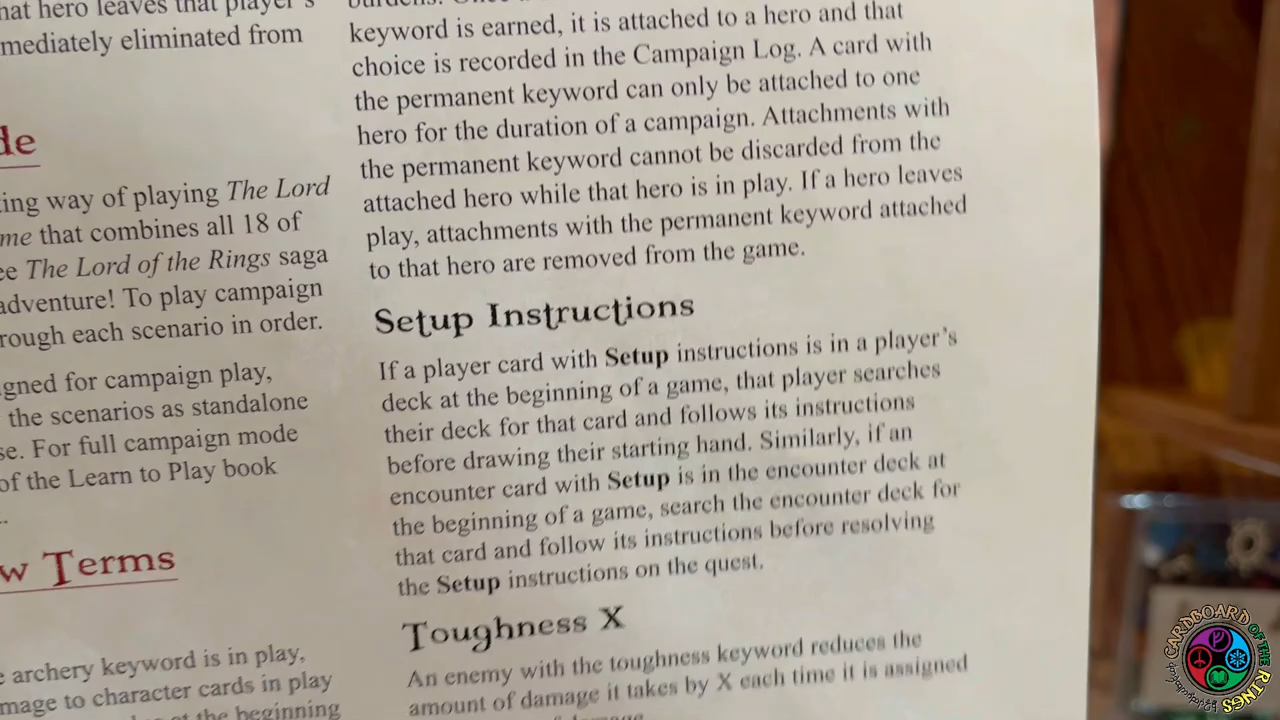 that hero leaves that player's
mediately eliminated from
de
ting way of playing The Lord
me that combines all 18 of
ee The Lord of the Rings saga
adventure! To play campaign
rough each scenario in order.
igned for campaign play,
the scenarios as standalone
se. For full campaign mode
of the Learn to Play book
w Terms
e archery keyword is in play,
mage to character cards in play
at the beginning
keyword is earned, it is attached to a hero and that
choice is recorded in the Campaign Log. A card with
the permanent keyword can only be attached to one
hero for the duration of a campaign. Attachments with
the permanent keyword cannot be discarded from the
attached hero while that hero is in play. If a hero leaves
play, attachments with the permanent keyword attached
to that hero are removed from the game.
Setup Instructions
If a player card with Setup instructions is in a player's
deck at the beginning of a game, that player searches
their deck for that card and follows its instructions
before drawing their starting hand. Similarly, if an
encounter card with Setup is in the encounter deck at
the beginning of a game, search the encounter deck for
that card and follow its instructions before resolving
the Setup instructions on the quest.
Toughness X
An enemy with the toughness keyword reduces the
amount of damage it takes by X each time it is assigned
CARDBOARD OF THE RINGS